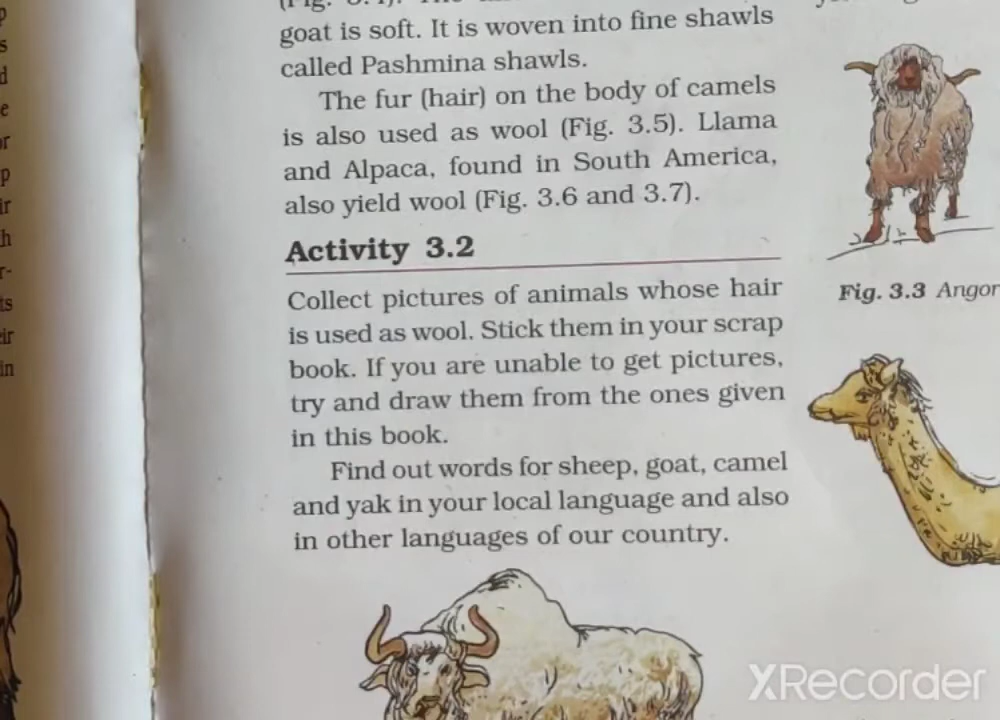 goat is soft. It is woven into fine shawls
called Pashmina shawls.
The fur (hair) on the body of camels
is also used as wool (Fig. 3.5). Llama
and Alpaca, found in South America,
also yield wool (Fig. 3.6 and 3.7).
Activity 3.2
Collect pictures of animals whose hair
is used as wool. Stick them in your scrap
book. If you are unable to get pictures,
try and draw them from the ones given
in this book.
Find out words for sheep, goat, camel
and yak in your local language and also
in other languages of our country.
Fig. 3.3 Angor
XRecorder